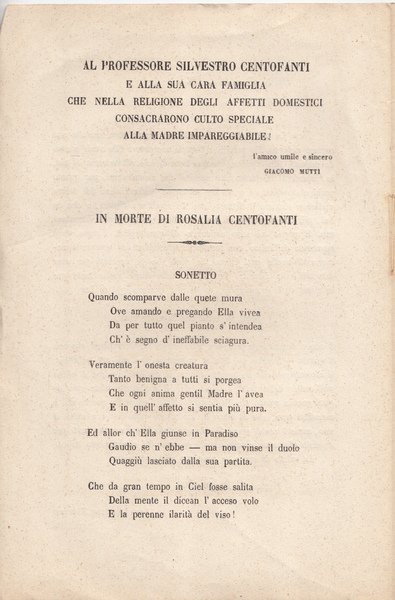 AL PROFESSORE SILVESTRO CENTOFANTI
E ALLA SUA CARA FAMIGLIA
CHE NELLA RELIGIONE DEGLI AFFETTI DOMESTICI
CONSACRARONO CULTO SPECIALE
ALLA MADRE IMPAREGGIABILE!
l'amico umile e sincero
GIACOMO MUTTI
IN MORTE DI ROSALIA CENTOFANTI
SONETTO
Quando scomparve dalle quete mura
Ove amando e pregando Ella vivea
Da per tutto quel pianto s'intendea
Ch'è segno d'ineffabile sciagura.
Veramente l'onesta creatura
Tanto benigna a tutti si porgea
Che ogni anima gentil Madre l'avea
E in quell'affetto si sentia più pura.
Ed allor ch'Ella giunse in Paradiso
Gaudio se n'ebbe — ma non vinse il duolo
Quaggiù lasciato dalla sua partita.
Che da gran tempo in Ciel fosse salita
Della mente il dicean l'acceso volo
E la perenne ilarità del viso!